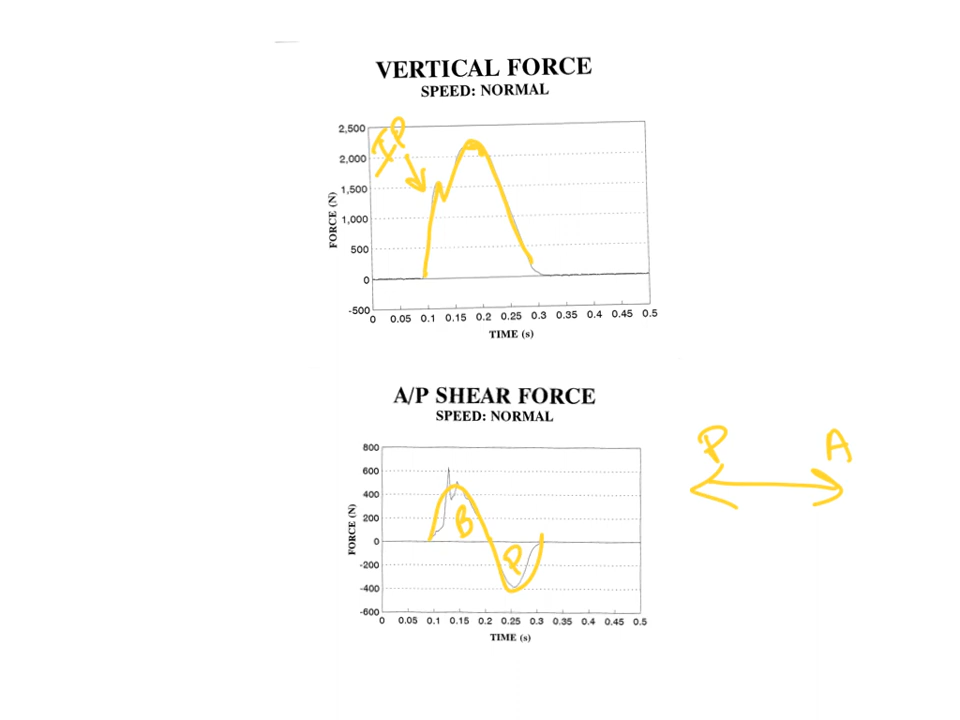 VERTICAL FORCE
SPEED: NORMAL
IP
2,500
2,000
1,500
1,000
500
0
-500
FORCE (N)
0 0.05 0.1 0.15 0.2 0.25 0.3 0.35 0.4 0.45 0.5
TIME (s)
A/P SHEAR FORCE
SPEED: NORMAL
800
600
400
200
0
-200
-400
-600
FORCE (N)
B
P
0 0.05 0.1 0.15 0.2 0.25 0.3 0.35 0.4 0.45 0.5
TIME (s)
P A